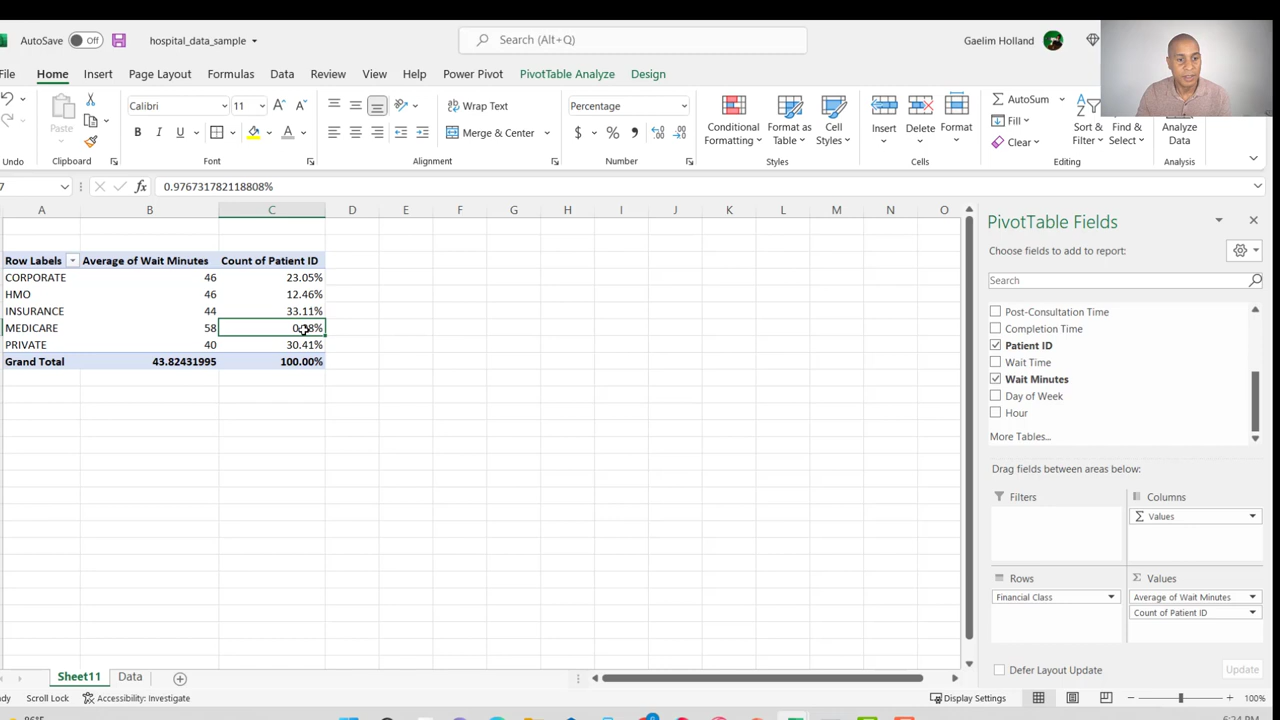 AutoSave Off hospital_data_sample Search (Alt+Q) Gaelim Holland
File Home Insert Page Layout Formulas Data Review View Help Power Pivot PivotTable Analyze Design
Paste Calibri 11 Wrap Text Percentage AutoSum
B I U A Merge & Center $ % Conditional Formatting Format as Table Cell Styles Insert Delete Format Fill Clear Sort & Filter Find & Select Analyze Data
Undo Clipboard Font Alignment Number Styles Cells Editing Analysis
7 fx 0.976731782118808%
A B C D E F G H I J K L M N O
Row Labels Average of Wait Minutes Count of Patient ID
CORPORATE 46 23.05%
HMO 46 12.46%
INSURANCE 44 33.11%
MEDICARE 58
PRIVATE 40 30.41%
Grand Total 43.82431995 100.00%
PivotTable Fields
Choose fields to add to report:
Search
Post-Consultation Time
Completion Time
Patient ID
Wait Time
Wait Minutes
Day of Week
Hour
More Tables...
Drag fields between areas below:
Filters Columns
Σ Values
Rows Σ Values
Financial Class Average of Wait Minutes
Count of Patient ID
Defer Layout Update Update
Sheet11 Data
Scroll Lock Accessibility: Investigate Display Settings 100%
6:24 PM